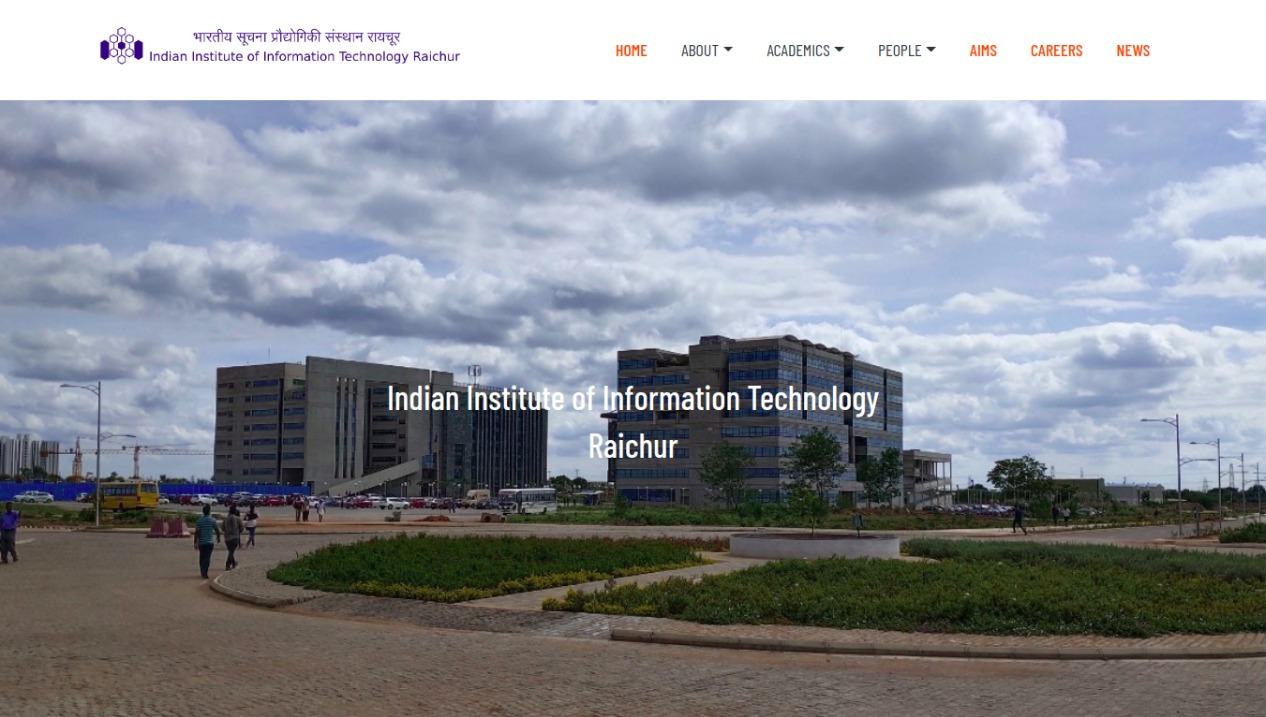 भारतीय सूचना प्रौद्योगिकी संस्थान रायचूर
Indian Institute of Information Technology Raichur
HOME ABOUT ACADEMICS PEOPLE AIMS CAREERS NEWS
Indian Institute of Information Technology
Raichur